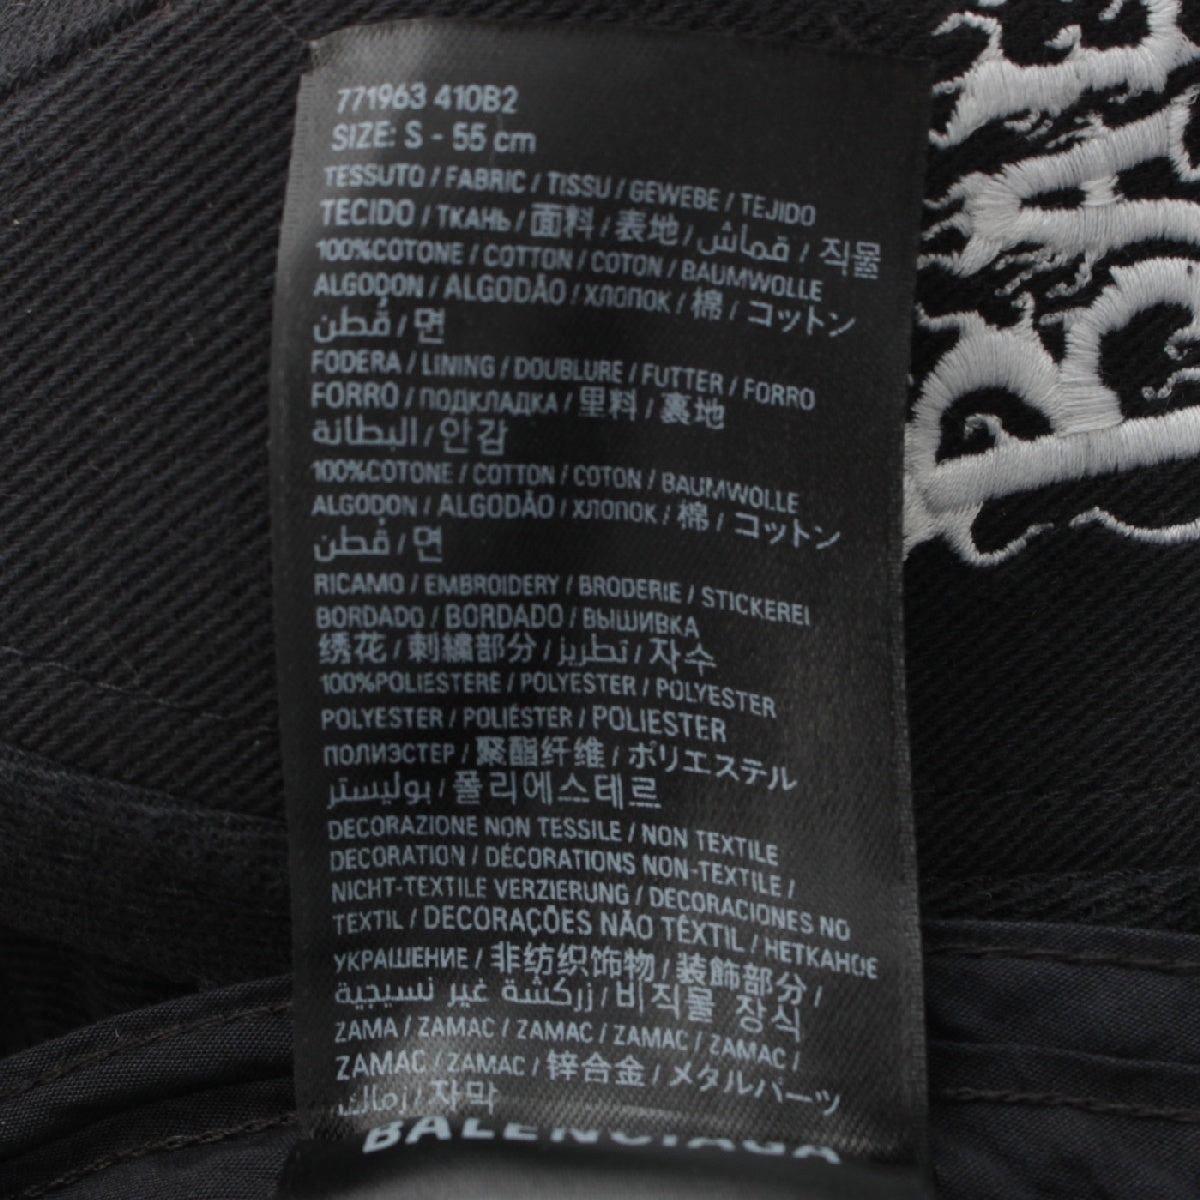 771963 410B2
SIZE: S - 55 cm
TESSUTO / FABRIC / TISSU / GEWEBE / TEJIDO
TECIDO / ТКАНЬ / 面料 / 表地 / قماش / 직물
100%COTONE / COTTON / COTON / BAUMWOLLE
ALGODON / ALGODÃO / ХЛОПОК / 棉 / コットン
قطن / 면
FODERA / LINING / DOUBLURE / FUTTER / FORRO
FORRO / ПОДКЛАДКА / 里料 / 裏地
البطانة / 안감
100%COTONE / COTTON / COTON / BAUMWOLLE
ALGODON / ALGODÃO / ХЛОПОК / 棉 / コットン
قطن / 면
RICAMO / EMBROIDERY / BRODERIE / STICKEREI
BORDADO / BORDADO / ВЫШИВКА
绣花 / 刺繍部分 / تطريز / 자수
100%POLIESTERE / POLYESTER / POLYESTER
POLYESTER / POLIÉSTER / POLIESTER
ПОЛИЭСТЕР / 聚酯纤维 / ポリエステル
بوليستر / 폴리에스테르
DECORAZIONE NON TESSILE / NON TEXTILE
DECORATION / DÉCORATIONS NON-TEXTILE /
NICHT-TEXTILE VERZIERUNG / DECORACIONES NO
TEXTIL / DECORAÇÕES NÃO TÊXTIL / НЕТКАНОЕ
УКРАШЕНИЕ / 非纺织饰物 / 装飾部分 /
زركشة غير نسيجية / 비직물 장식
ZAMA / ZAMAC / ZAMAC / ZAMAC / ZAMAC /
ZAMAC / ZAMAC / 锌合金 / メタルパーツ
زماك / 자막
BALENCIAGA